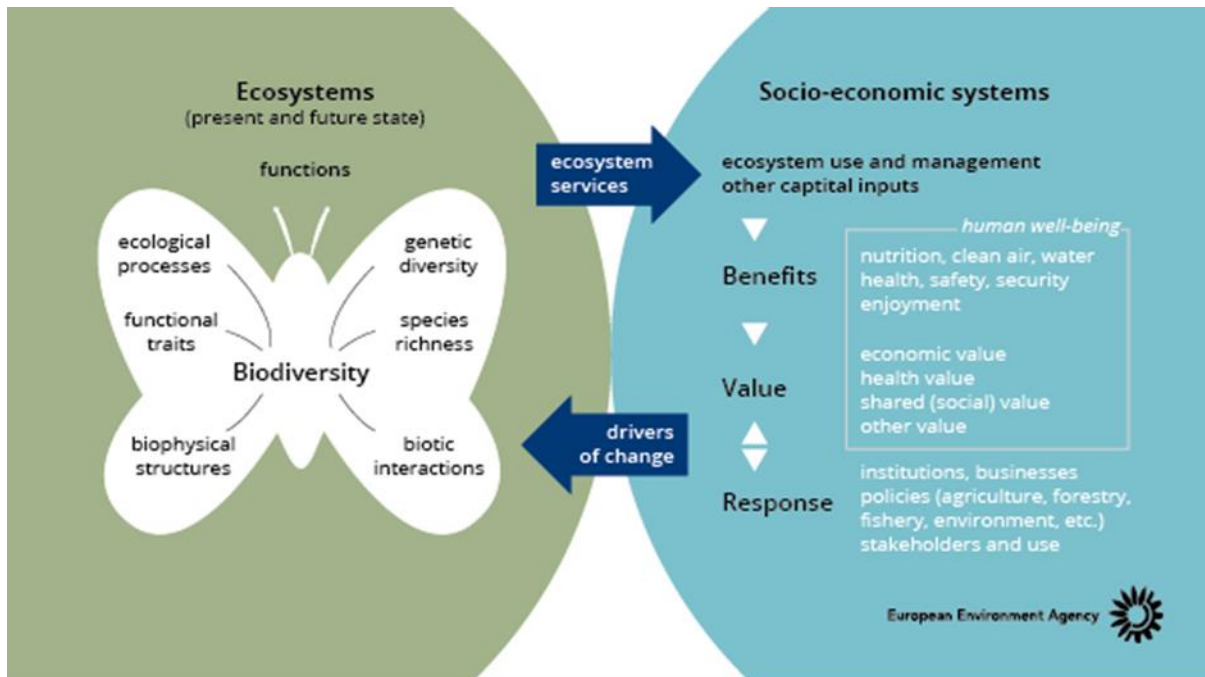 Ecosystems
(present and future state)
functions
ecological
processes
genetic
diversity
functional
traits
species
richness
Biodiversity
biophysical
structures
biotic
interactions
ecosystem
services
drivers
of change
Socio-economic systems
ecosystem use and management
other captital inputs
human well-being
Benefits
nutrition, clean air, water
health, safety, security
enjoyment
Value
economic value
health value
shared (social) value
other value
Response
institutions, businesses
policies (agriculture, forestry,
fishery, environment, etc.)
stakeholders and use
European Environment Agency